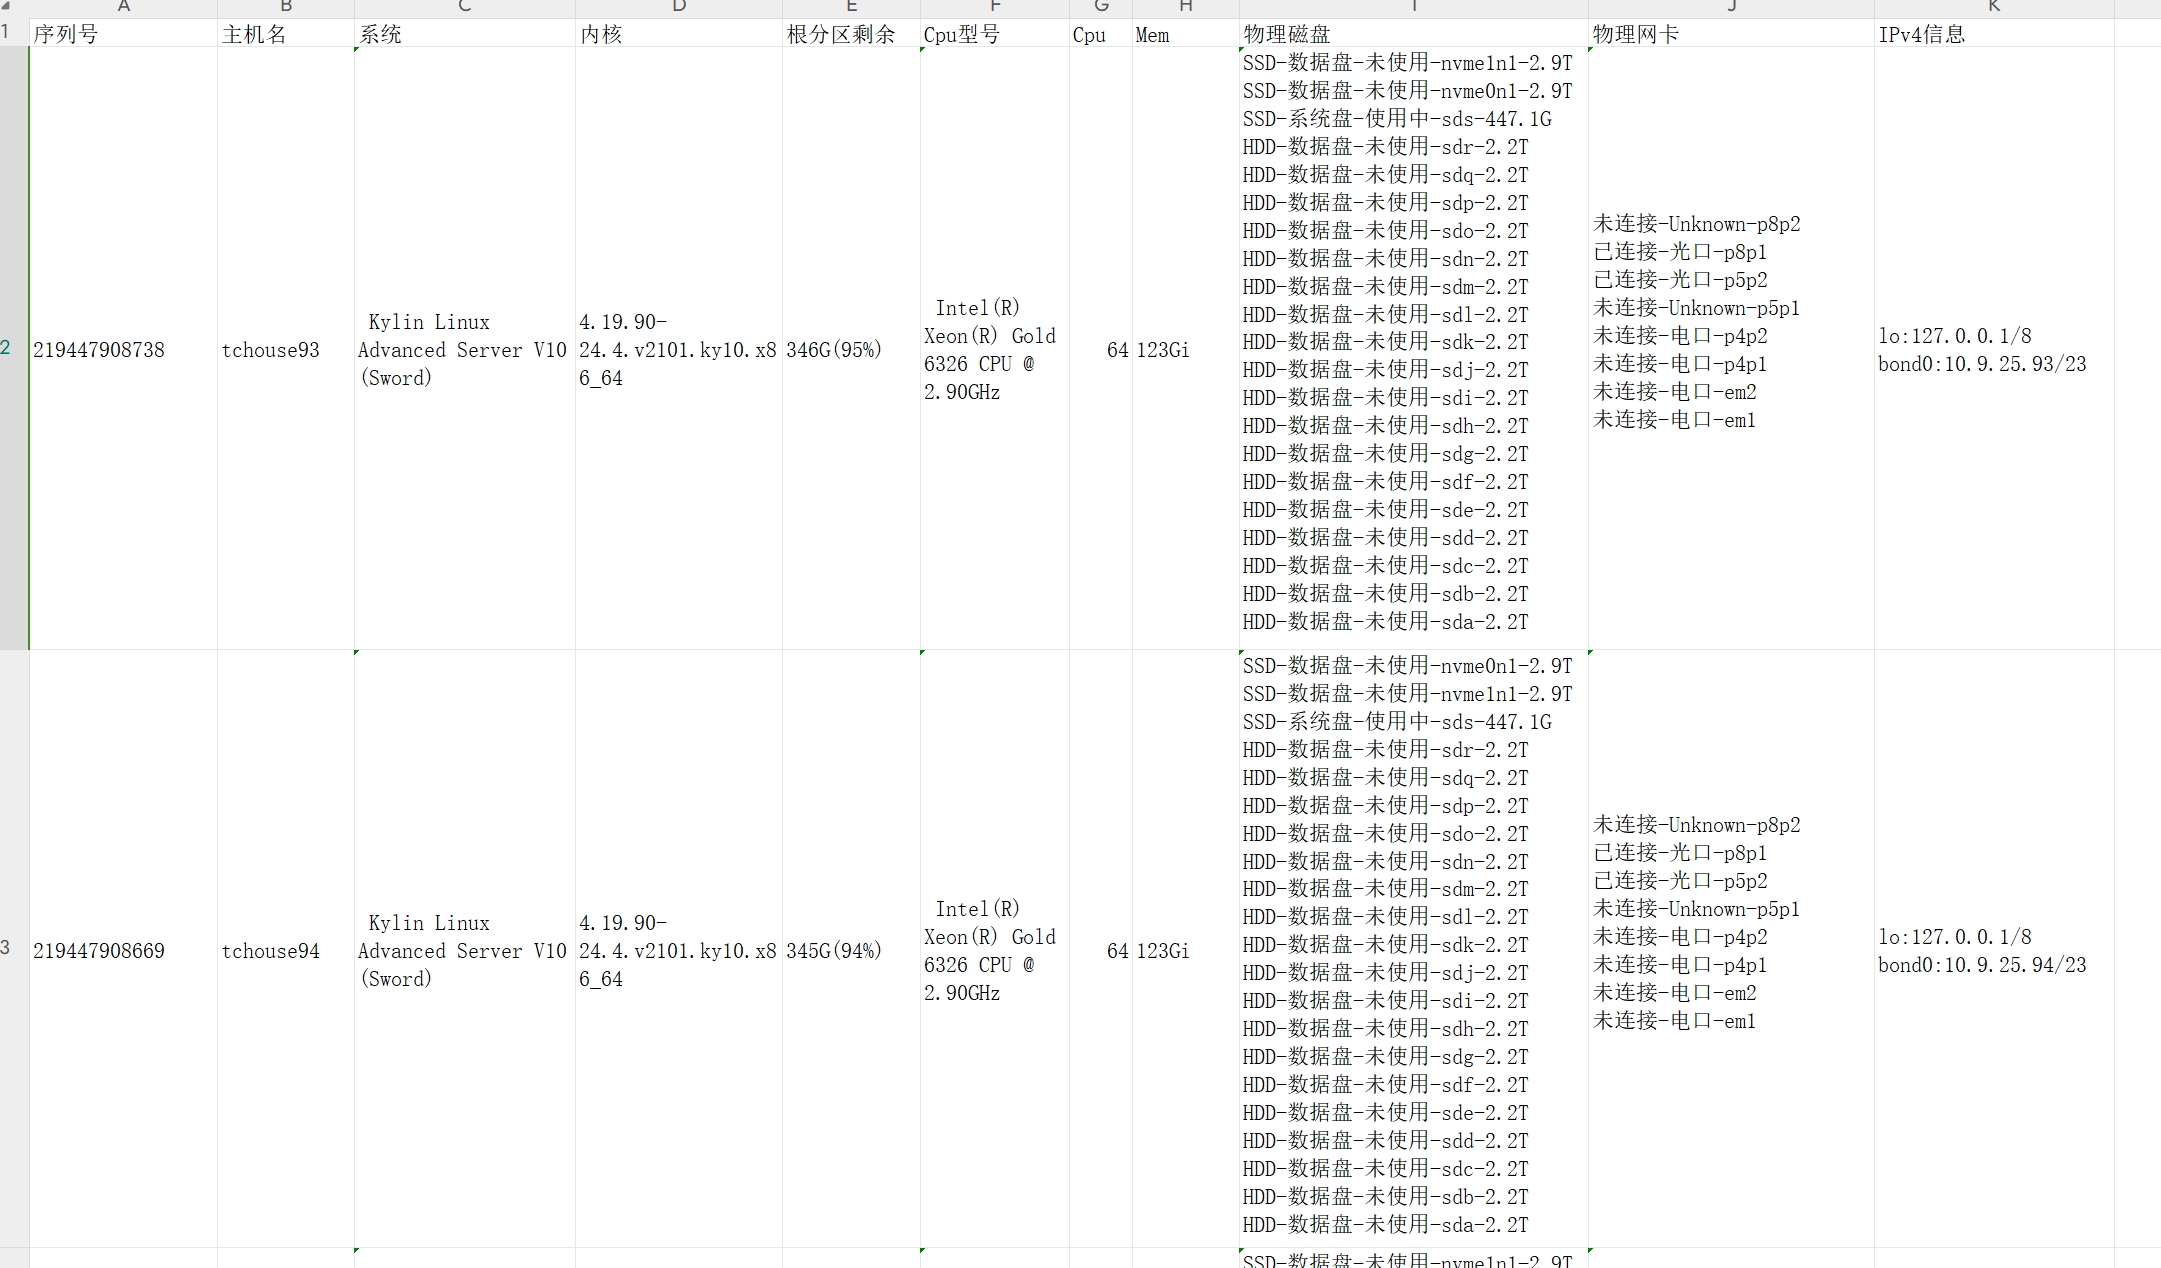 A B C D E F G H I J K
1 序列号 主机名 系统 内核 根分区剩余 Cpu型号 Cpu Mem 物理磁盘 物理网卡 IPv4信息
2
219447908738
tchouse93
Kylin Linux
Advanced Server V10
(Sword)
4.19.90-
24.4.v2101.ky10.x8
6_64
346G(95%)
Intel(R)
Xeon(R) Gold
6326 CPU @
2.90GHz
64
123Gi
SSD-数据盘-未使用-nvme1n1-2.9T
SSD-数据盘-未使用-nvme0n1-2.9T
SSD-系统盘-使用中-sds-447.1G
HDD-数据盘-未使用-sdr-2.2T
HDD-数据盘-未使用-sdq-2.2T
HDD-数据盘-未使用-sdp-2.2T
HDD-数据盘-未使用-sdo-2.2T
HDD-数据盘-未使用-sdn-2.2T
HDD-数据盘-未使用-sdm-2.2T
HDD-数据盘-未使用-sdl-2.2T
HDD-数据盘-未使用-sdk-2.2T
HDD-数据盘-未使用-sdj-2.2T
HDD-数据盘-未使用-sdi-2.2T
HDD-数据盘-未使用-sdh-2.2T
HDD-数据盘-未使用-sdg-2.2T
HDD-数据盘-未使用-sdf-2.2T
HDD-数据盘-未使用-sde-2.2T
HDD-数据盘-未使用-sdd-2.2T
HDD-数据盘-未使用-sdc-2.2T
HDD-数据盘-未使用-sdb-2.2T
HDD-数据盘-未使用-sda-2.2T
未连接-Unknown-p8p2
已连接-光口-p8p1
已连接-光口-p5p2
未连接-Unknown-p5p1
未连接-电口-p4p2
未连接-电口-p4p1
未连接-电口-em2
未连接-电口-em1
lo:127.0.0.1/8
bond0:10.9.25.93/23
3
219447908669
tchouse94
Kylin Linux
Advanced Server V10
(Sword)
4.19.90-
24.4.v2101.ky10.x8
6_64
345G(94%)
Intel(R)
Xeon(R) Gold
6326 CPU @
2.90GHz
64
123Gi
SSD-数据盘-未使用-nvme0n1-2.9T
SSD-数据盘-未使用-nvme1n1-2.9T
SSD-系统盘-使用中-sds-447.1G
HDD-数据盘-未使用-sdr-2.2T
HDD-数据盘-未使用-sdq-2.2T
HDD-数据盘-未使用-sdp-2.2T
HDD-数据盘-未使用-sdo-2.2T
HDD-数据盘-未使用-sdn-2.2T
HDD-数据盘-未使用-sdm-2.2T
HDD-数据盘-未使用-sdl-2.2T
HDD-数据盘-未使用-sdk-2.2T
HDD-数据盘-未使用-sdj-2.2T
HDD-数据盘-未使用-sdi-2.2T
HDD-数据盘-未使用-sdh-2.2T
HDD-数据盘-未使用-sdg-2.2T
HDD-数据盘-未使用-sdf-2.2T
HDD-数据盘-未使用-sde-2.2T
HDD-数据盘-未使用-sdd-2.2T
HDD-数据盘-未使用-sdc-2.2T
HDD-数据盘-未使用-sdb-2.2T
HDD-数据盘-未使用-sda-2.2T
未连接-Unknown-p8p2
已连接-光口-p8p1
已连接-光口-p5p2
未连接-Unknown-p5p1
未连接-电口-p4p2
未连接-电口-p4p1
未连接-电口-em2
未连接-电口-em1
lo:127.0.0.1/8
bond0:10.9.25.94/23
SSD-数据盘-未使用-nvme1n1-2.9T